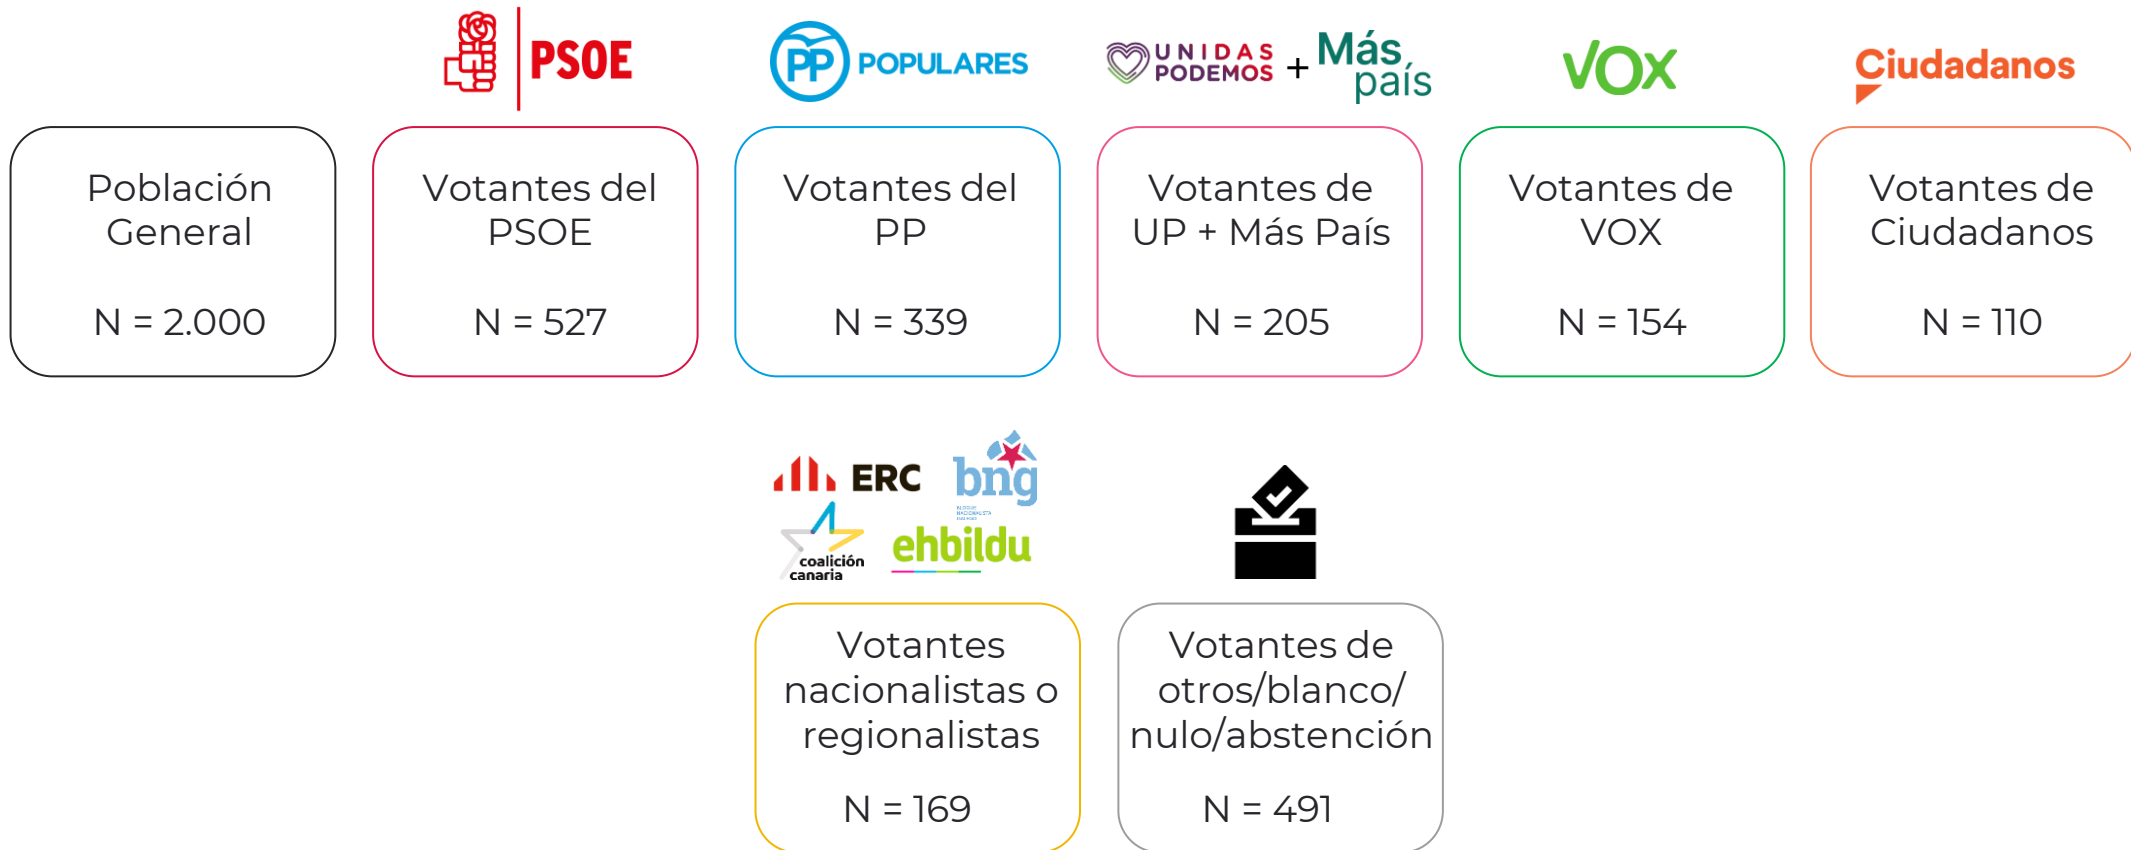 PSOE
PP POPULARES
UNIDAS
PODEMOS
+
Más
país
VOX
Ciudadanos
Población
General
N = 2.000
Votantes del
PSOE
N = 527
Votantes del
PP
N = 339
Votantes de
UP + Más País
N = 205
Votantes de
VOX
N = 154
Votantes de
Ciudadanos
N = 110
ERC
bng
BLOQUE
NACIONALISTA
coalición
canaria
ehbildu
Votantes
nacionalistas o
regionalistas
N = 169
Votantes de
otros/blanco/
nulo/abstención
N = 491